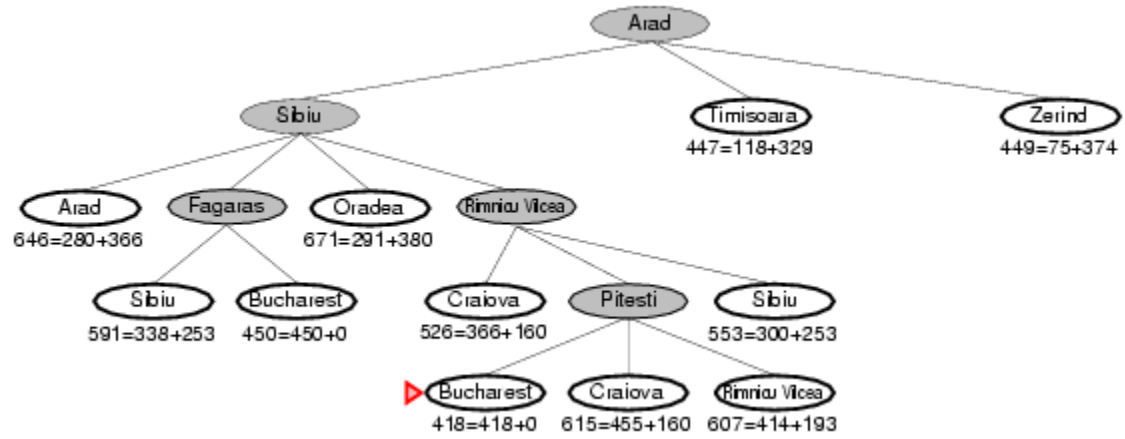 Arad
Sibiu
Timisoara
Zerind
447=118+329
449=75+374
Arad
Fagaras
Oradea
Rimnicu Vilcea
646=280+366
671=291+380
Sibiu
Bucharest
Craiova
Pitesti
Sibiu
591=338+253
450=450+0
526=366+160
553=300+253
Bucharest
Craiova
Rimnicu Vilcea
418=418+0
615=455+160
607=414+193